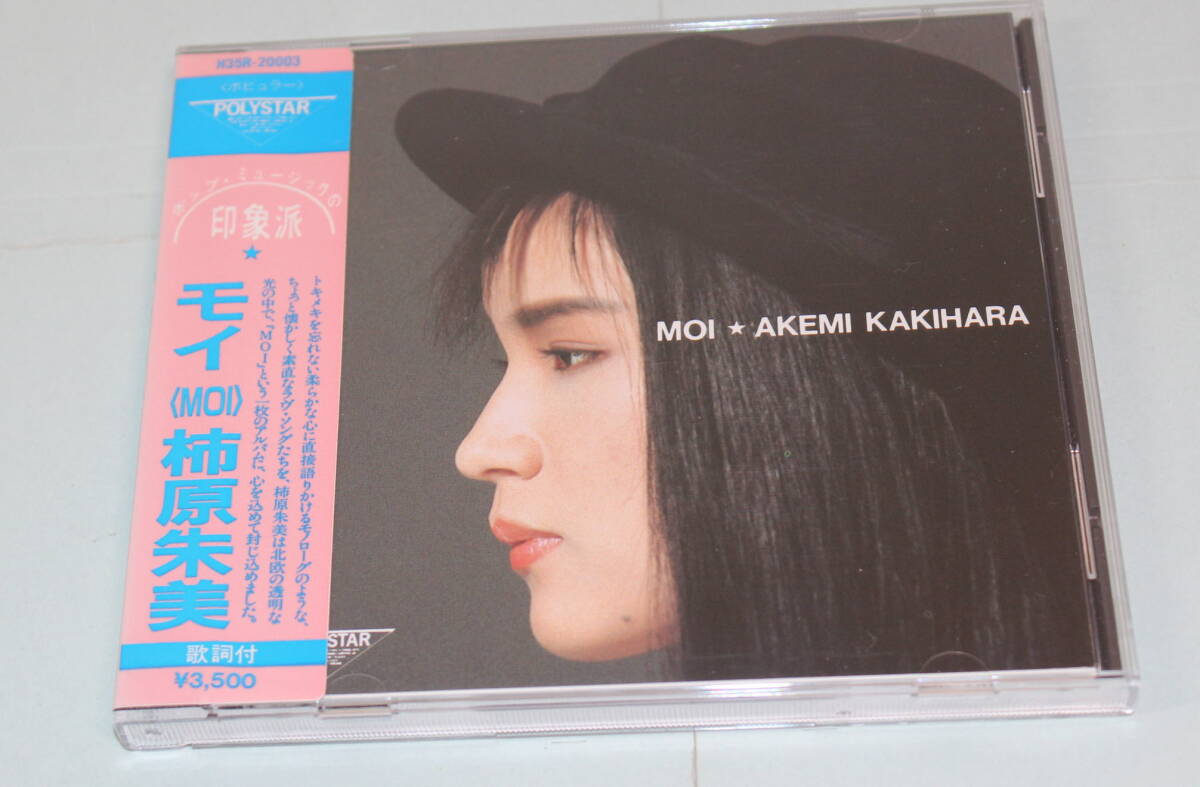 H35R-20003
〈ポピュラー〉
POLYSTAR
ポップ・ミュージックの
印象派
★
モイ〈MOI〉柿原朱美
トキメキを忘れない柔らかな心に直接語りかけるモノローグのような、
ちょっと懐かしく素直なラヴ・ソングたちを、柿原朱美は北欧の透明な
光の中で、『MOI』という一枚のアルバムに、心を込めて封じ込めました。
歌詞付
¥3,500
MOI ★ AKEMI KAKIHARA
YSTAR